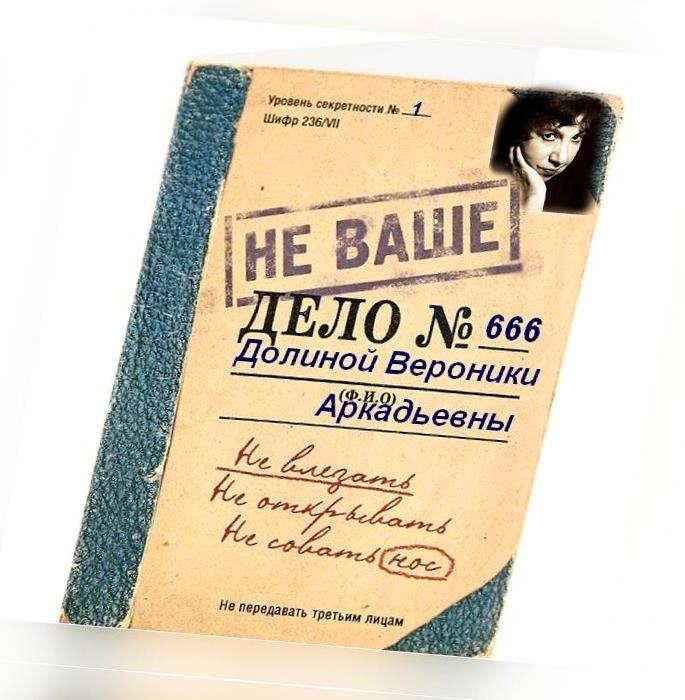 Уровень секретности № 1
Шифр 236/VII
НЕ ВАШЕ
ДЕЛО № 666
Долиной Вероники
(Ф.И.О)
Аркадьевны
Не влезать
Не открывать
Не совать нос
Не передавать третьим лицам